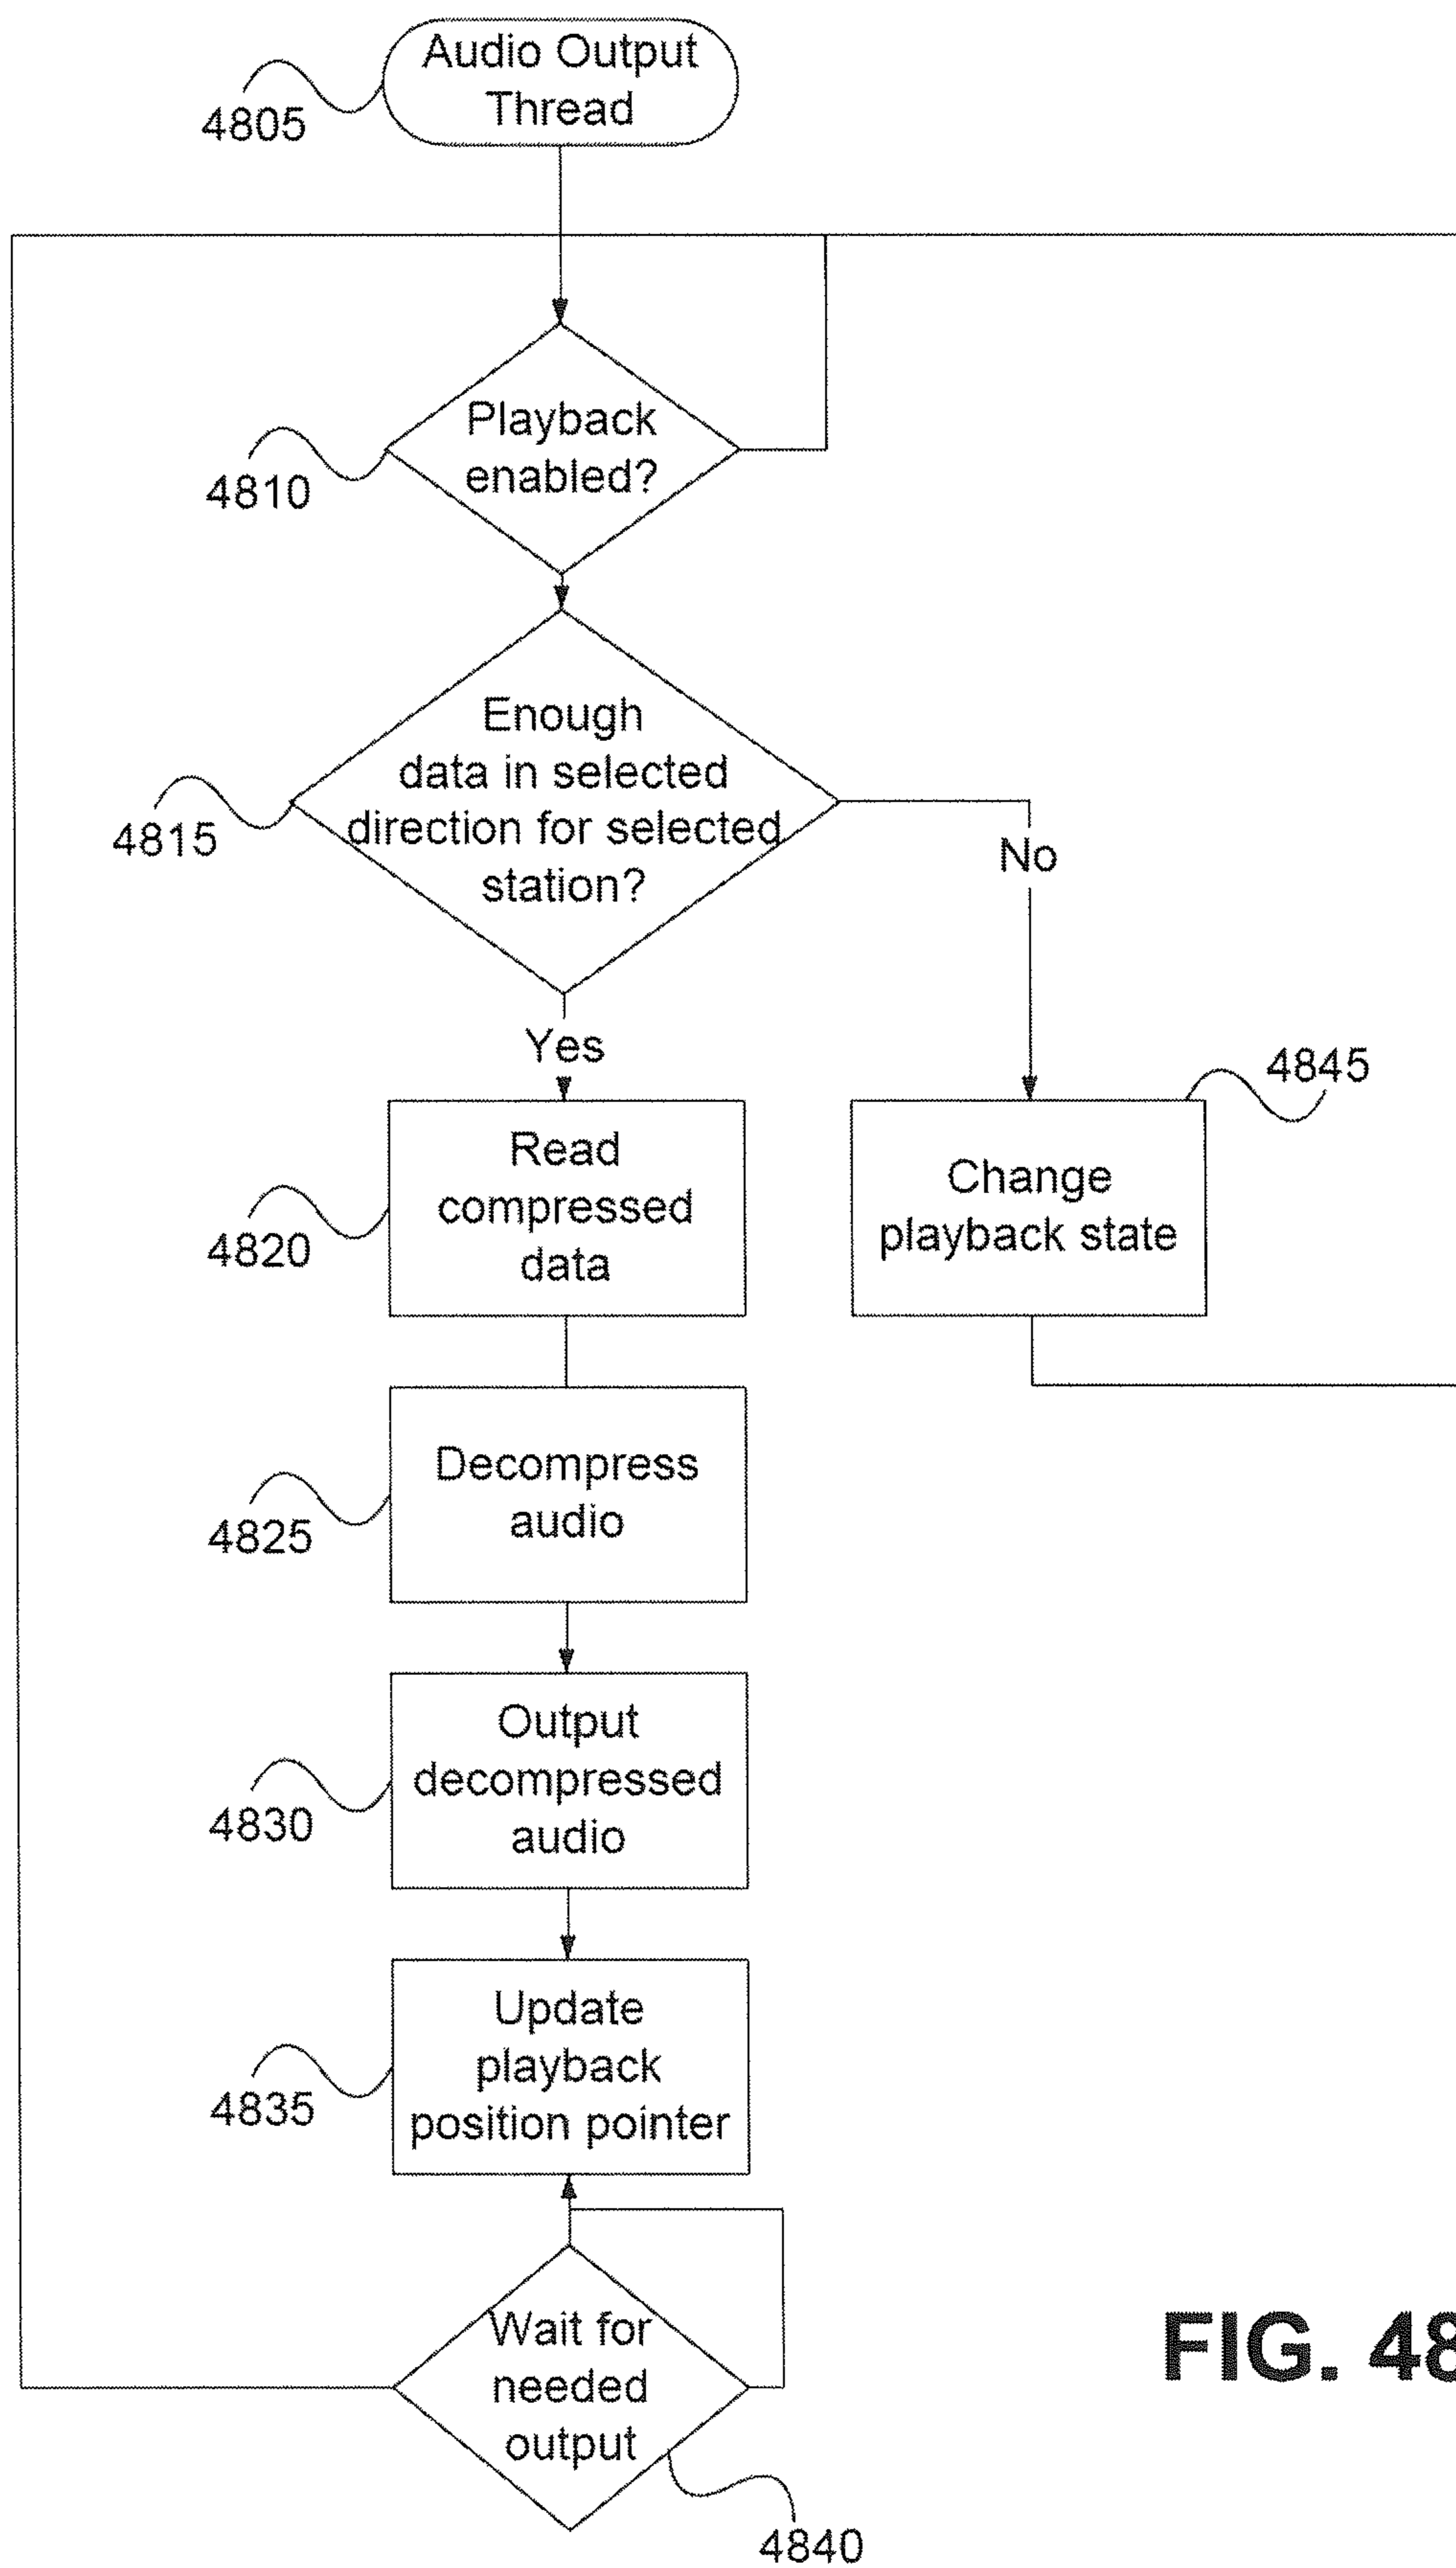 Audio Output
Thread
4805
Playback
enabled?
4810
Enough
data in selected
direction for selected
station?
4815
No
Yes
4845
Read
compressed
data
4820
Change
playback state
Decompress
audio
4825
Output
decompressed
audio
4830
Update
playback
position pointer
4835
Wait for
needed
output
4840
FIG. 48